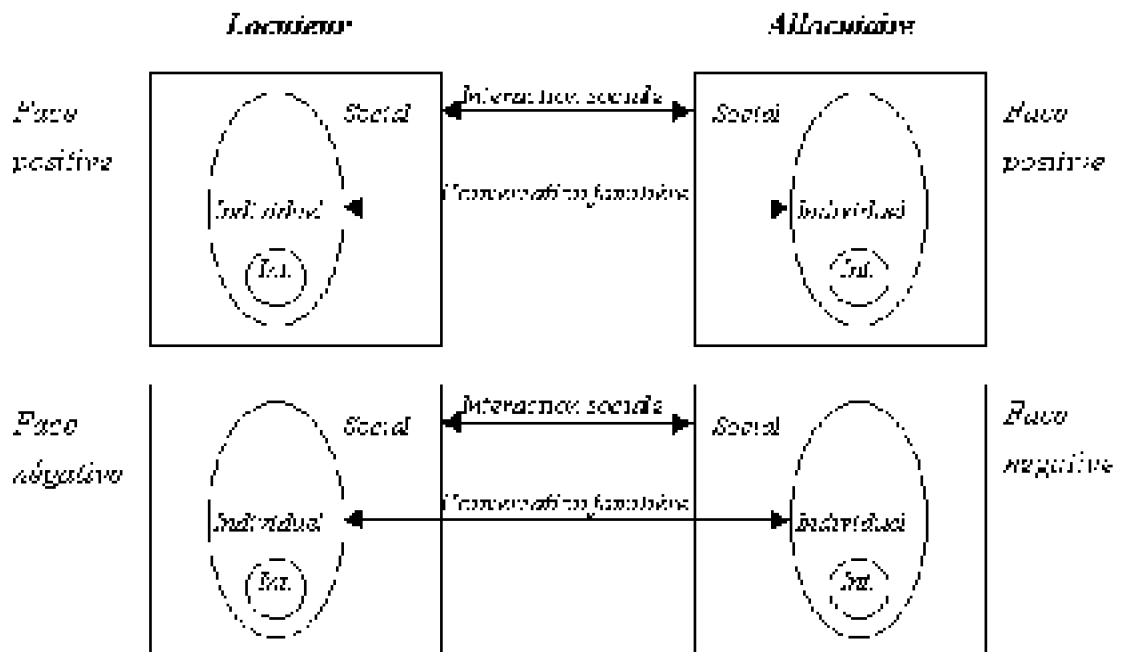 Locuteur
Allocutaire
Face positive
Social
Interaction sociale
Social
Face positive
Individuel
Conversation familière
Individuel
Int.
Int.
Face négative
Social
Interaction sociale
Social
Face négative
Individuel
Conversation familière
Individuel
Int.
Int.